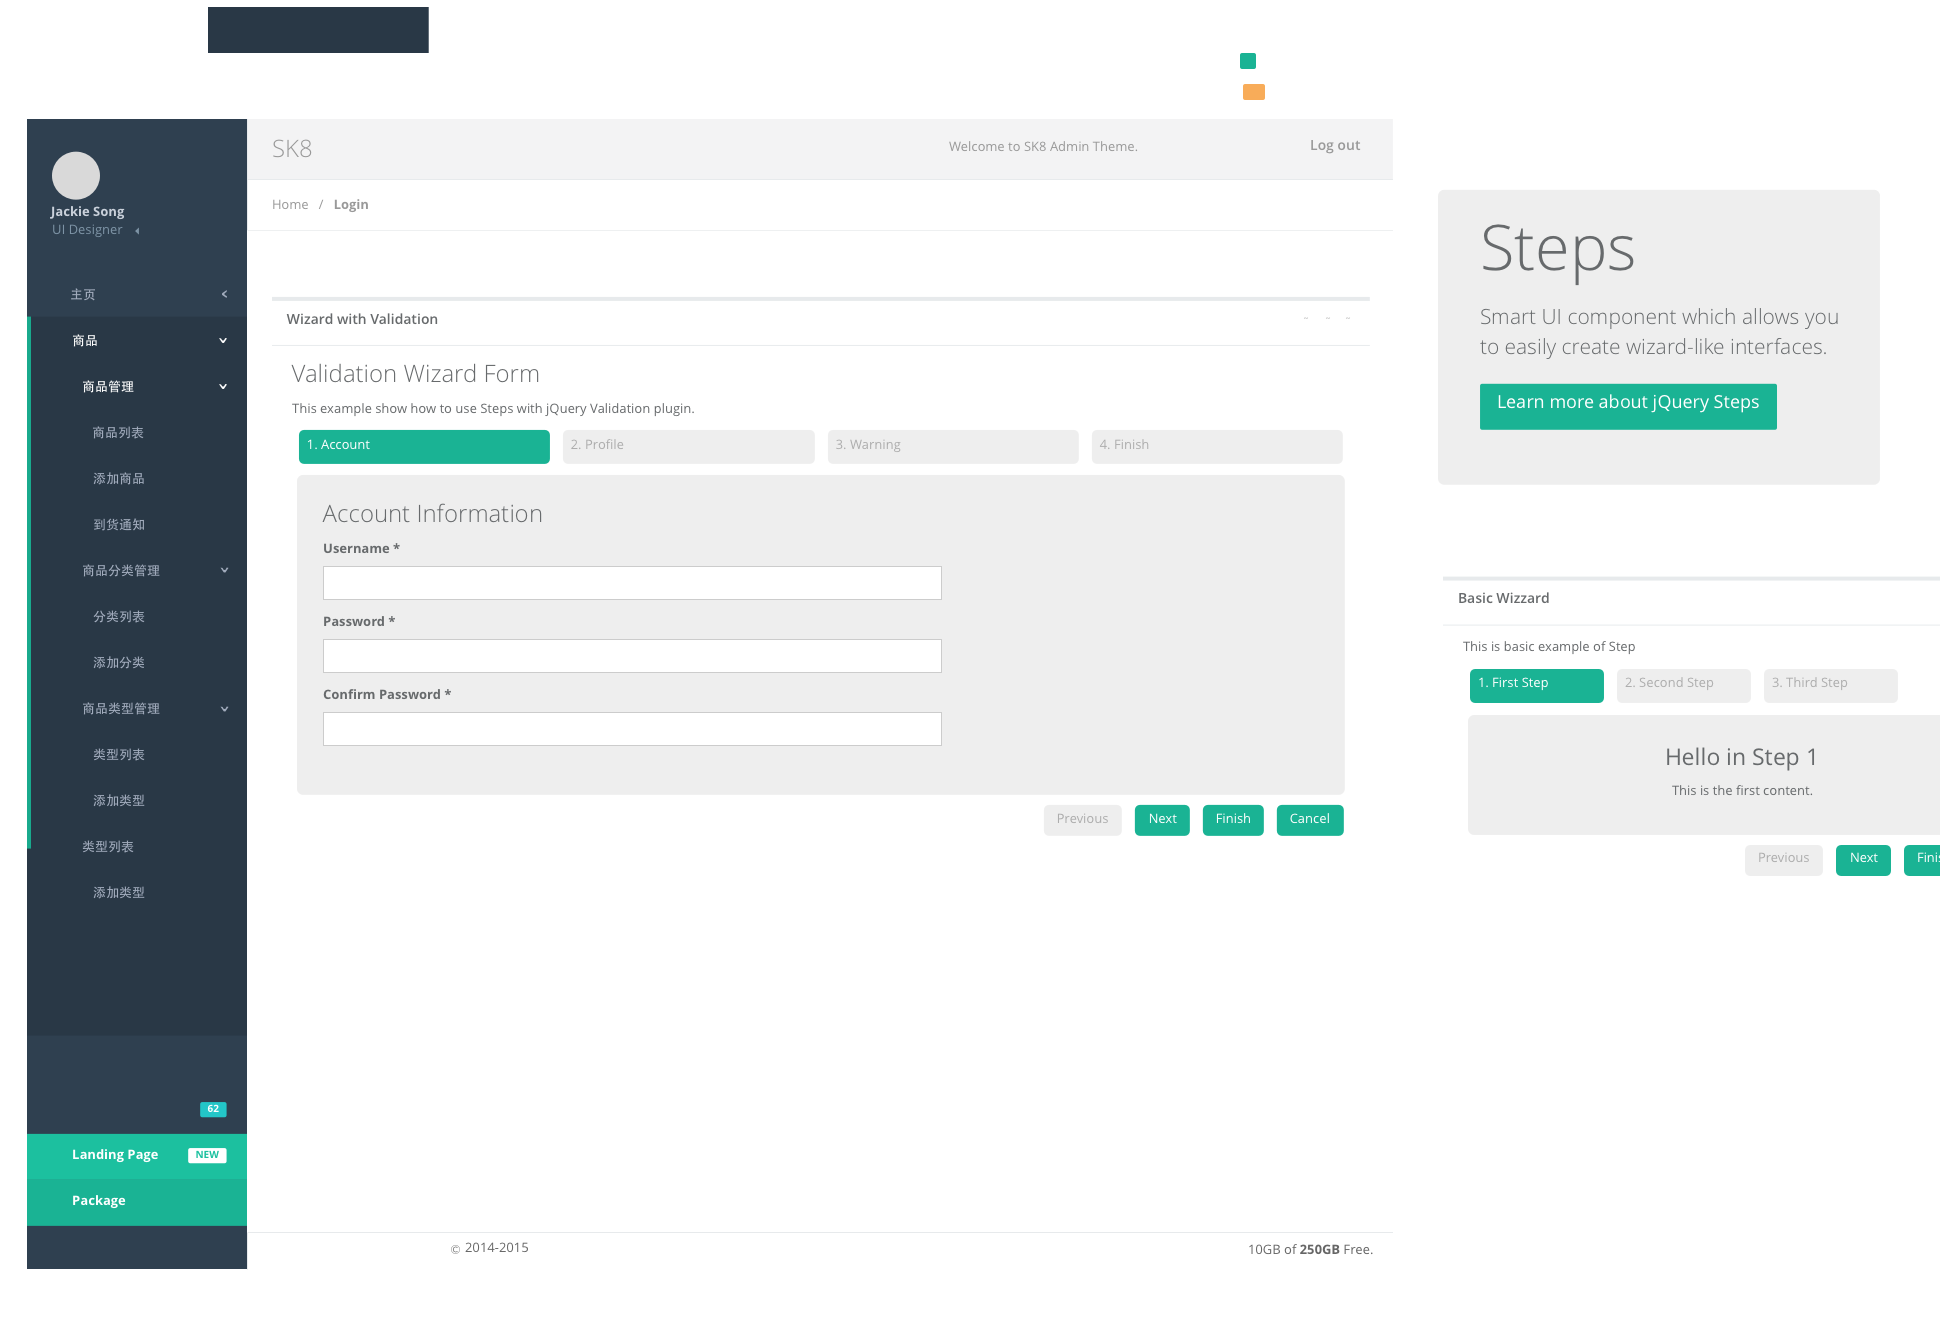 SK8
Welcome to SK8 Admin Theme.
Log out
Home / Login
Jackie Song
UI Designer
主页
商品
商品管理
商品列表
添加商品
到货通知
商品分类管理
分类列表
添加分类
商品类型管理
类型列表
添加类型
类型列表
添加类型
62
Landing Page NEW
Package
Wizard with Validation
Validation Wizard Form
This example show how to use Steps with jQuery Validation plugin.
1. Account
2. Profile
3. Warning
4. Finish
Account Information
Username *
Password *
Confirm Password *
Previous
Next
Finish
Cancel
© 2014-2015
10GB of 250GB Free.
Steps
Smart UI component which allows you
to easily create wizard-like interfaces.
Learn more about jQuery Steps
Basic Wizzard
This is basic example of Step
1. First Step
2. Second Step
3. Third Step
Hello in Step 1
This is the first content.
Previous
Next
Finis